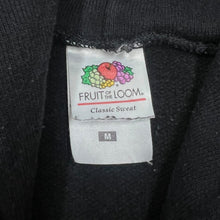 FRUIT OF THE LOOM®
Classic Sweat
M